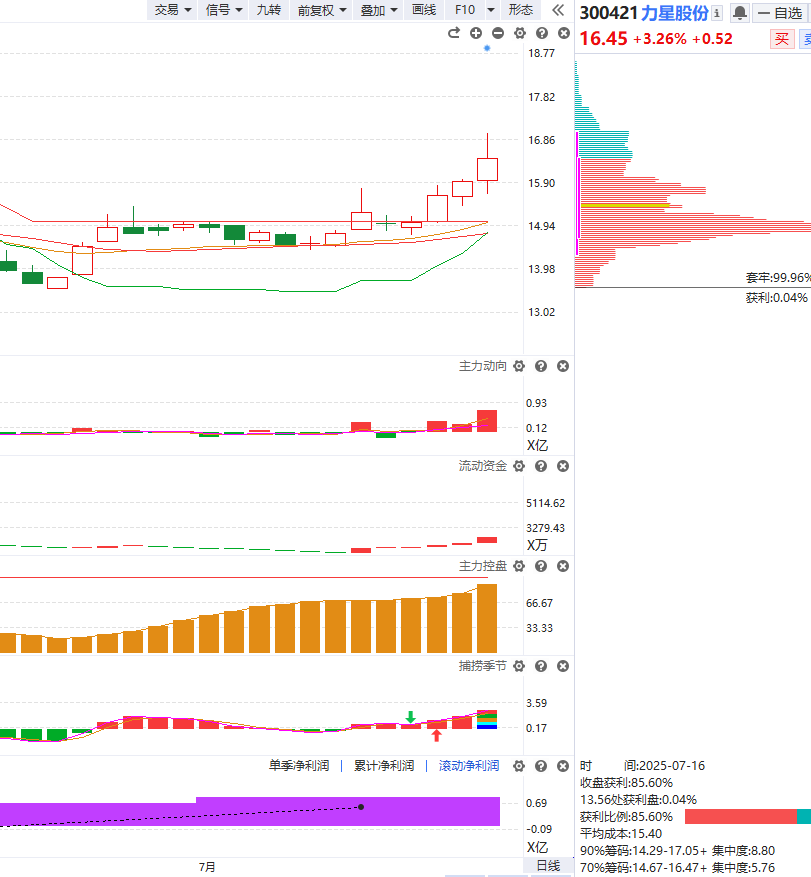 交易 信号 九转 前复权 叠加 画线 F10 形态
300421 力星股份 自选
16.45 +3.26% +0.52 买
18.77
17.82
16.86
15.90
14.94
13.98
13.02
套牢:99.96%
获利:0.04%
主力动向
0.93
0.12
X亿
流动资金
5114.62
3279.43
X万
主力控盘
66.67
33.33
捕捞季节
3.59
0.17
单季净利润 | 累计净利润 | 滚动净利润
0.69
-0.09
X亿
7月 日线
时 间:2025-07-16
收盘获利:85.60%
13.56处获利盘:0.04%
获利比例:85.60%
平均成本:15.40
90%筹码:14.29-17.05+ 集中度:8.80
70%筹码:14.67-16.47+ 集中度:5.76